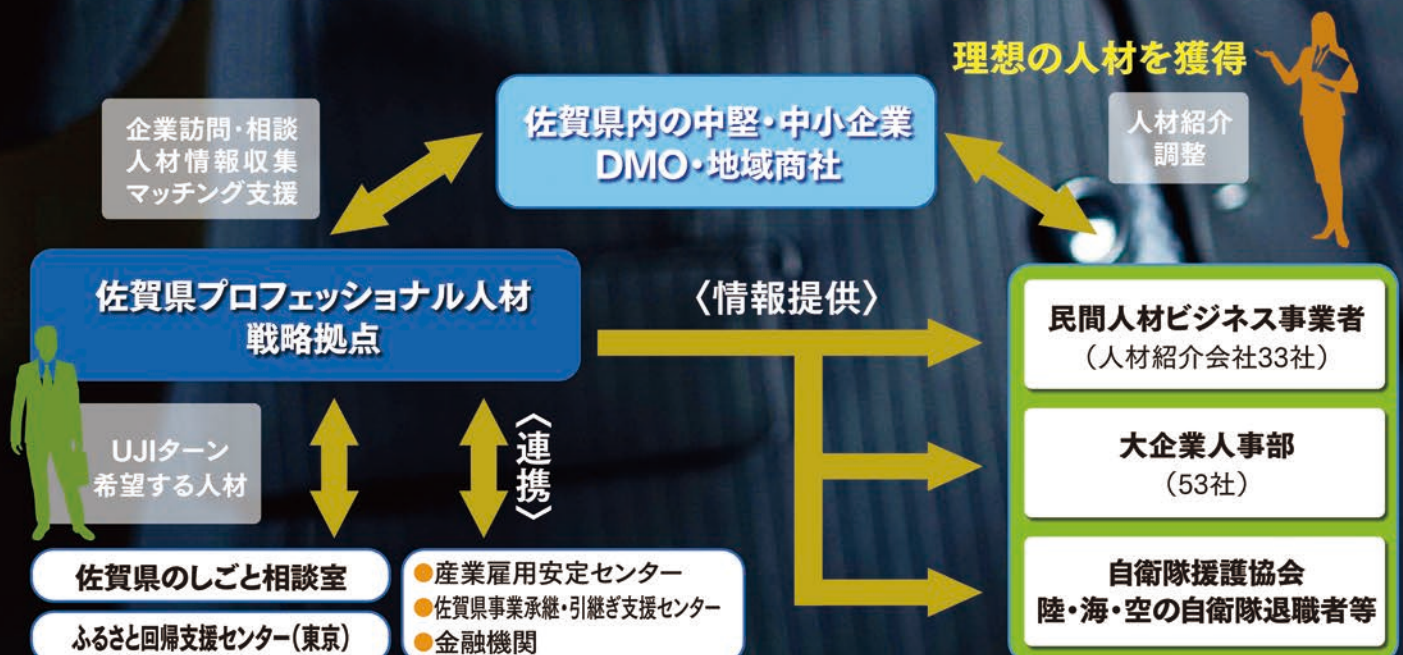 理想の人材を獲得
企業訪問・相談
人材情報収集
マッチング支援
佐賀県内の中堅・中小企業
DMO・地域商社
人材紹介
調整
佐賀県プロフェッショナル人材
戦略拠点
〈情報提供〉
民間人材ビジネス事業者
（人材紹介会社33社）
大企業人事部
（53社）
自衛隊援護協会
陸・海・空の自衛隊退職者等
UJIターン
希望する人材
〈連携〉
佐賀県のしごと相談室
ふるさと回帰支援センター（東京）
●産業雇用安定センター
●佐賀県事業承継・引継ぎ支援センター
●金融機関